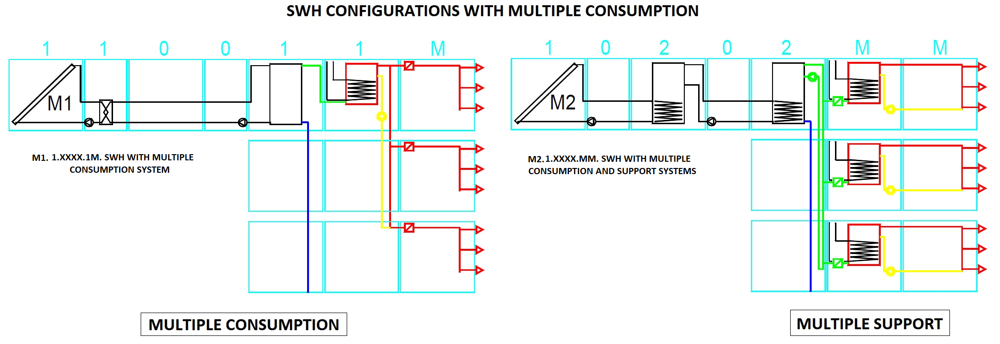 SWH CONFIGURATIONS WITH MULTIPLE CONSUMPTION
1 1 0 0 1 1 M
1 0 2 0 2 M M
M1
M2
M1. 1.XXXX.1M. SWH WITH MULTIPLE
CONSUMPTION SYSTEM
M2.1.XXXX.MM. SWH WITH MULTIPLE
CONSUMPTION AND SUPPORT SYSTEMS
MULTIPLE CONSUMPTION
MULTIPLE SUPPORT